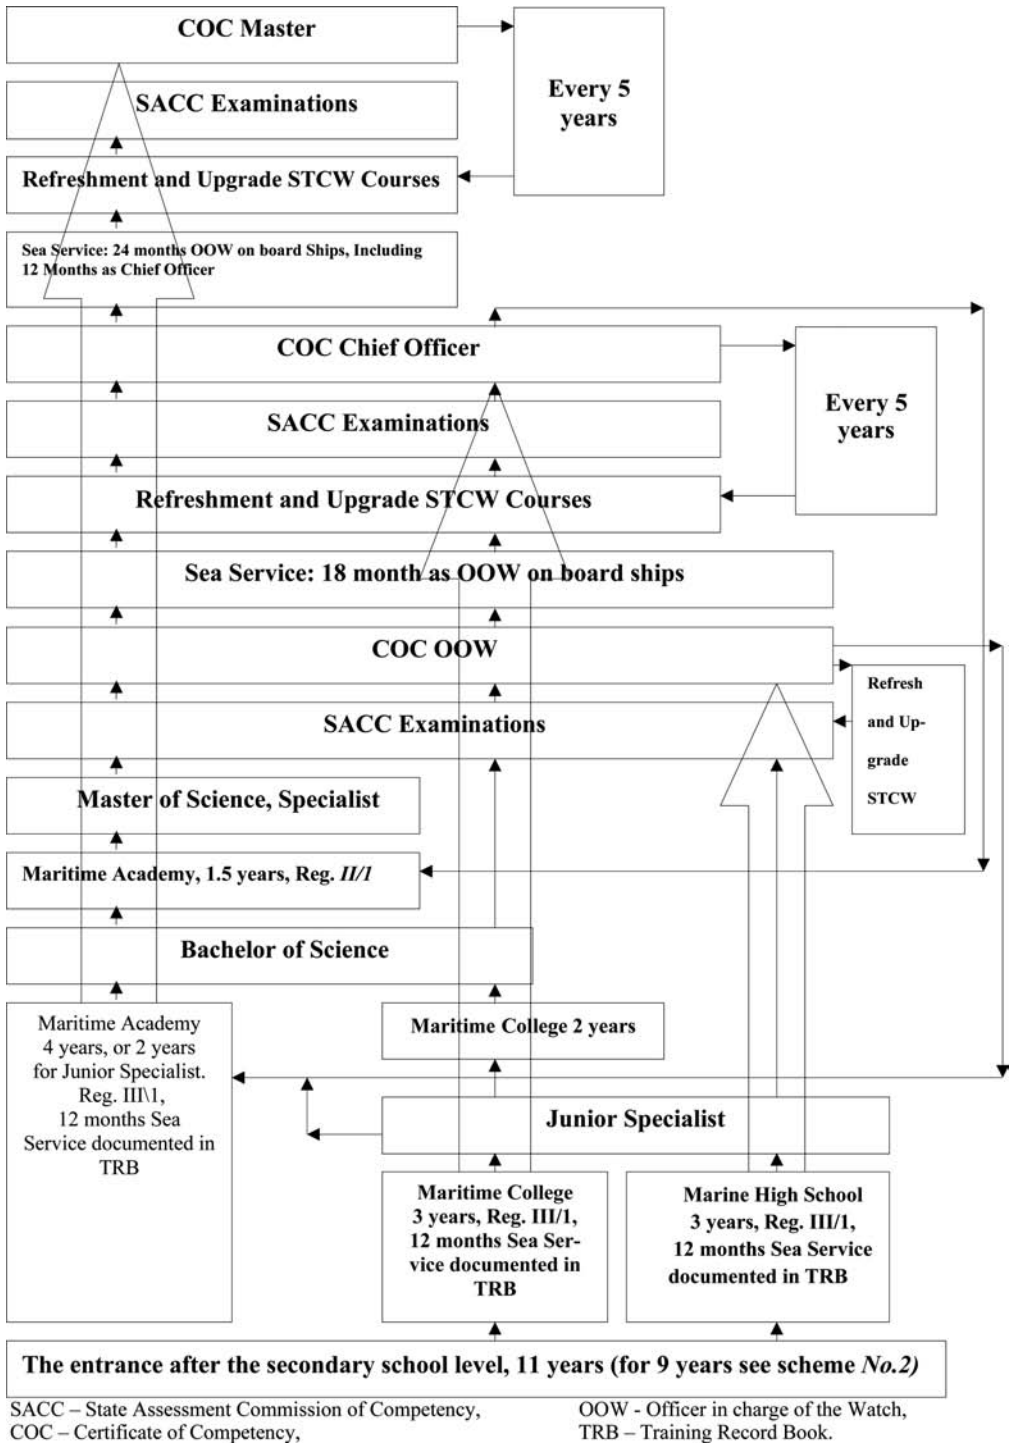 COC Master
Every 5
years
SACC Examinations
Refreshment and Upgrade STCW Courses
Sea Service: 24 months OOW on board Ships, Including
12 Months as Chief Officer
COC Chief Officer
Every 5
years
SACC Examinations
Refreshment and Upgrade STCW Courses
Sea Service: 18 month as OOW on board ships
COC OOW
Refresh
and Up-
grade
STCW
SACC Examinations
Master of Science, Specialist
Maritime Academy, 1.5 years, Reg. II/1
Bachelor of Science
Maritime Academy
4 years, or 2 years
for Junior Specialist.
Reg. III\1,
12 months Sea
Service documented in
TRB
Maritime College 2 years
Junior Specialist
Maritime College
3 years, Reg. III/1,
12 months Sea Ser-
vice documented in
TRB
Marine High School
3 years, Reg. III/1,
12 months Sea Service
documented in TRB
The entrance after the secondary school level, 11 years (for 9 years see scheme No.2)
SACC – State Assessment Commission of Competency,
COC – Certificate of Competency,
OOW - Officer in charge of the Watch,
TRB – Training Record Book.